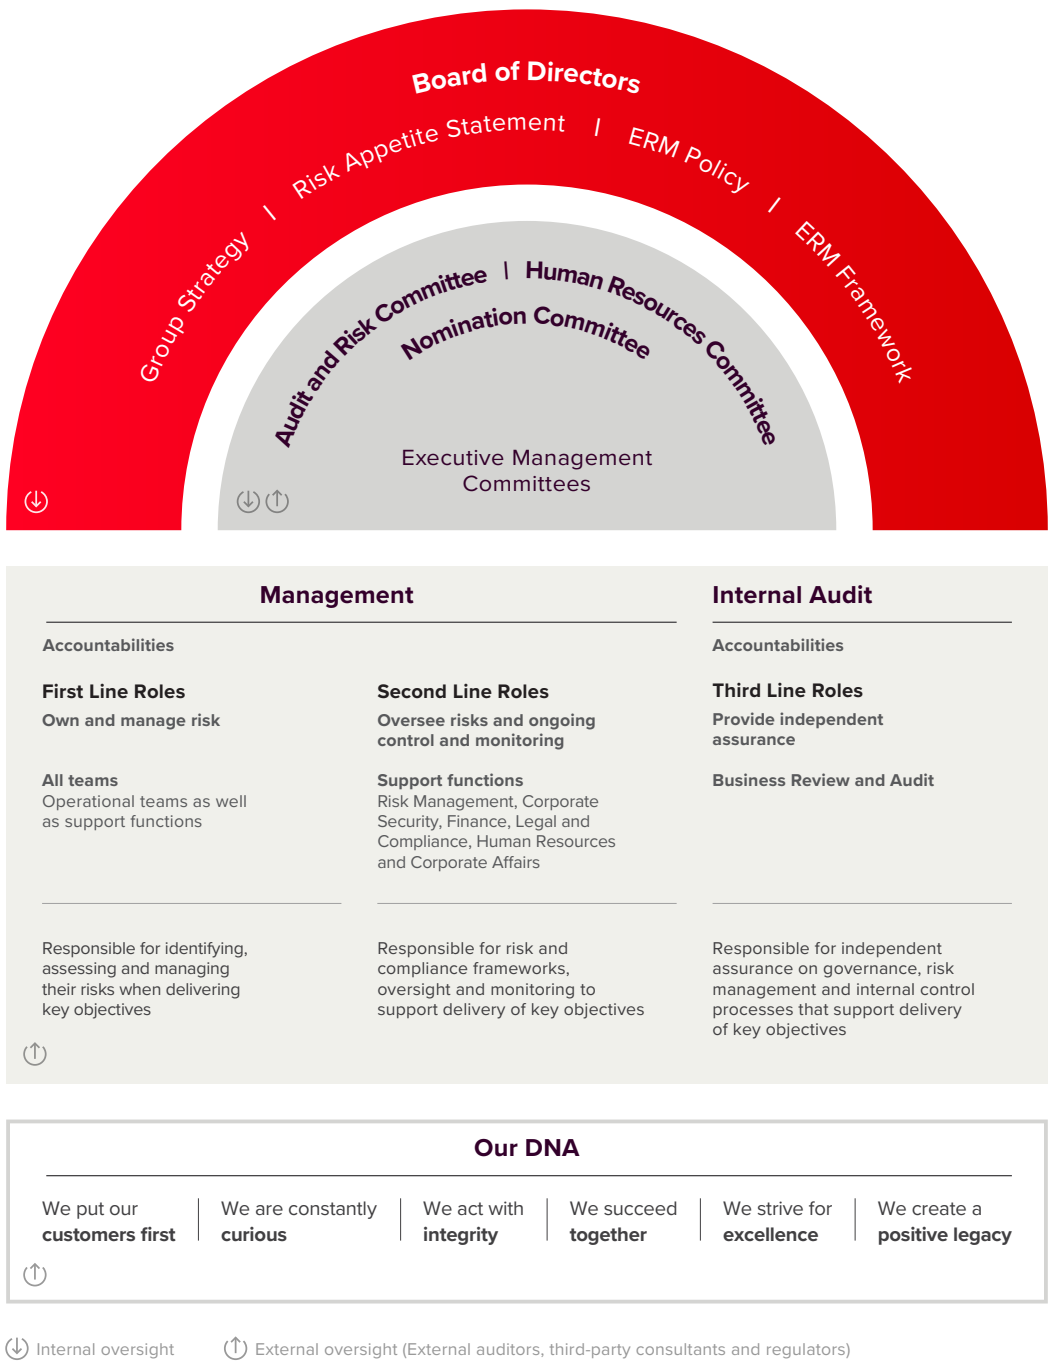 Board of Directors
Group Strategy | Risk Appetite Statement | ERM Policy | ERM Framework
Audit and Risk Committee | Human Resources Committee
Nomination Committee
Executive Management
Committees
Management
Accountabilities
First Line Roles
Own and manage risk
All teams
Operational teams as well
as support functions
Responsible for identifying,
assessing and managing
their risks when delivering
key objectives
Second Line Roles
Oversee risks and ongoing
control and monitoring
Support functions
Risk Management, Corporate
Security, Finance, Legal and
Compliance, Human Resources
and Corporate Affairs
Responsible for risk and
compliance frameworks,
oversight and monitoring to
support delivery of key objectives
Internal Audit
Accountabilities
Third Line Roles
Provide independent
assurance
Business Review and Audit
Responsible for independent
assurance on governance, risk
management and internal control
processes that support delivery
of key objectives
Our DNA
We put our
customers first
We are constantly
curious
We act with
integrity
We succeed
together
We strive for
excellence
We create a
positive legacy
Internal oversight
External oversight (External auditors, third-party consultants and regulators)